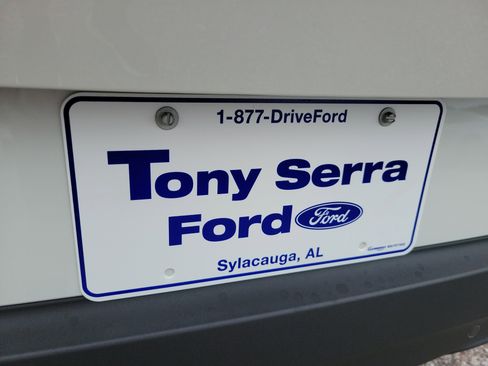 1-877-DriveFord
Tony Serra
Ford Ford
Sylacauga, AL